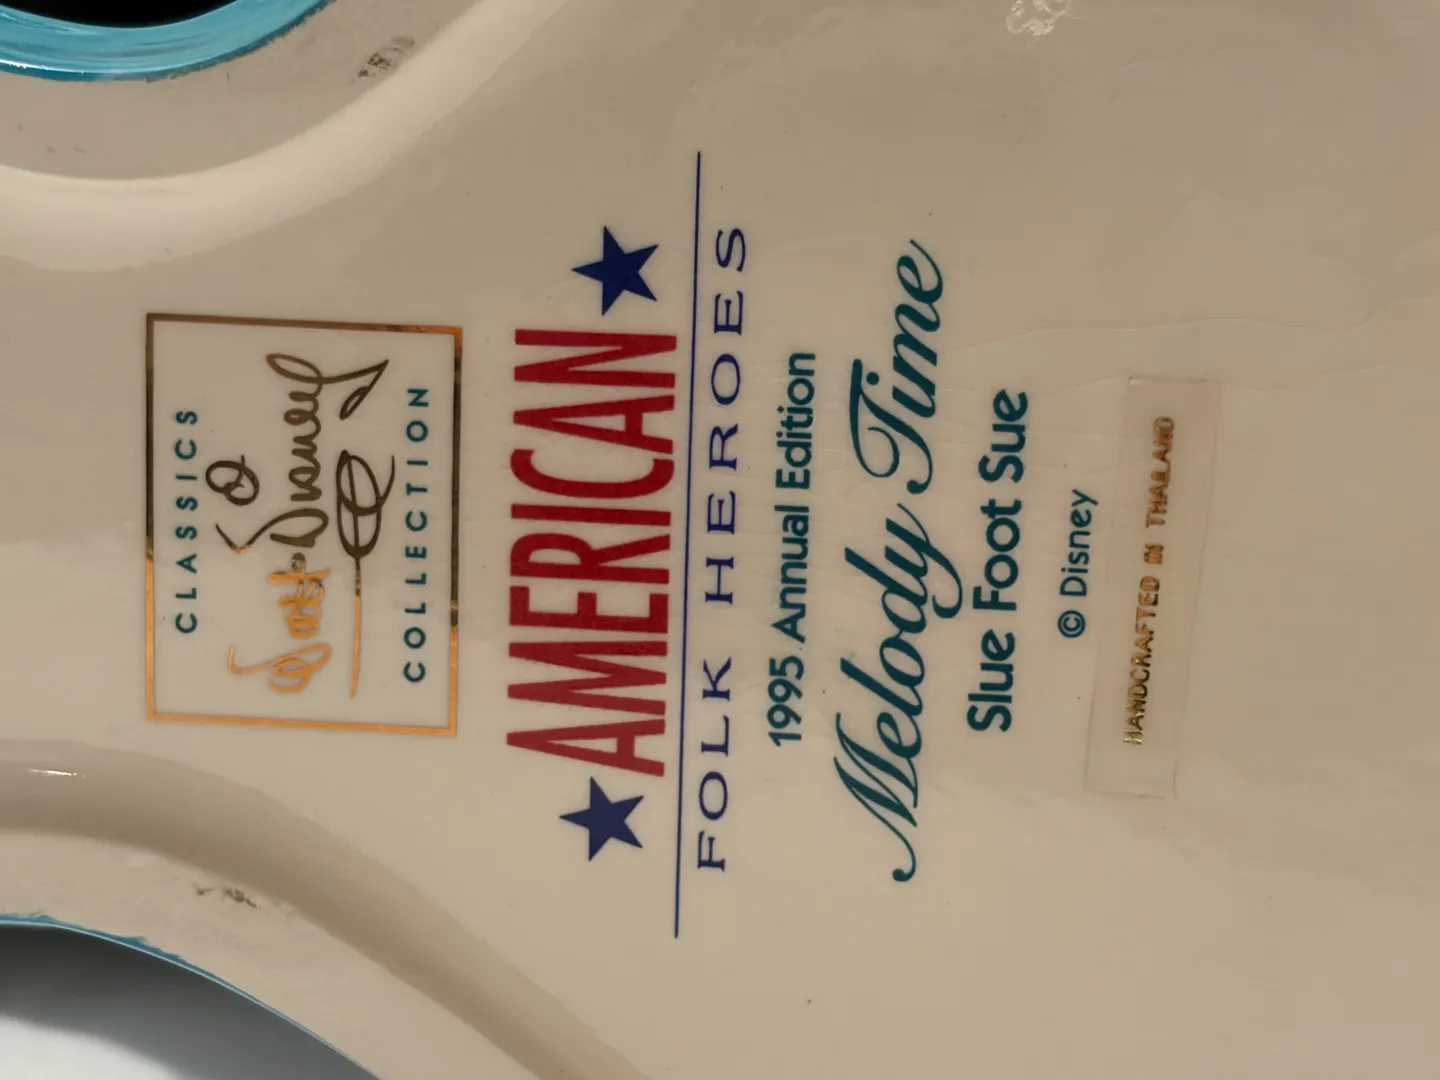 CLASSICS
Walt Disney
COLLECTION
AMERICAN
FOLK HEROES
1995 Annual Edition
Melody Time
Slue Foot Sue
© Disney
HANDCRAFTED IN THAILAND